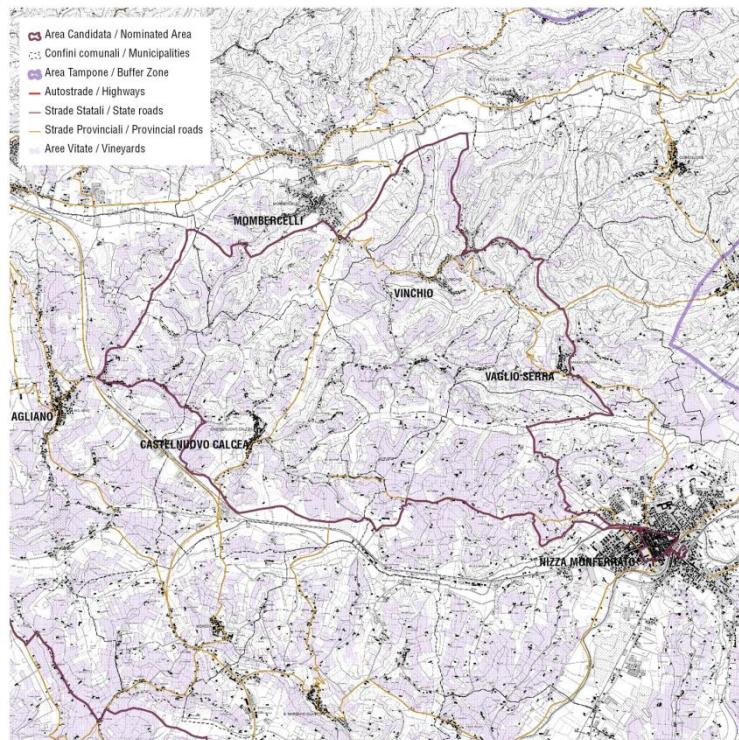 Area Candidata / Nominated Area
Confini comunali / Municipalities
Area Tampone / Buffer Zone
Autostrade / Highways
Strade Statali / State roads
Strade Provinciali / Provincial roads
Aree Vitate / Vineyards
MOMBERCELLI
VINCHIO
VAGLIO SERRA
AGLIANO
CASTELNUOVO CALCEA
NIZZA MONFERRATO